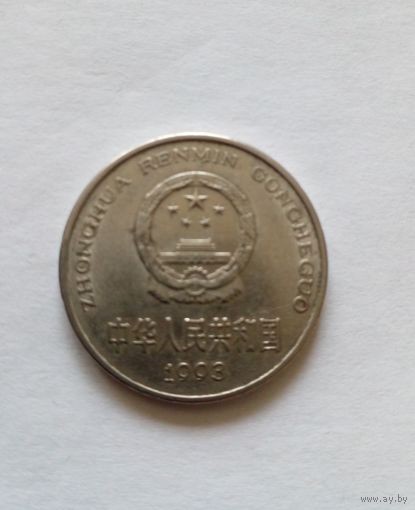 ZHONGHUA RENMIN GONGHEGUO
中华人民共和国
1993
www.ay.by